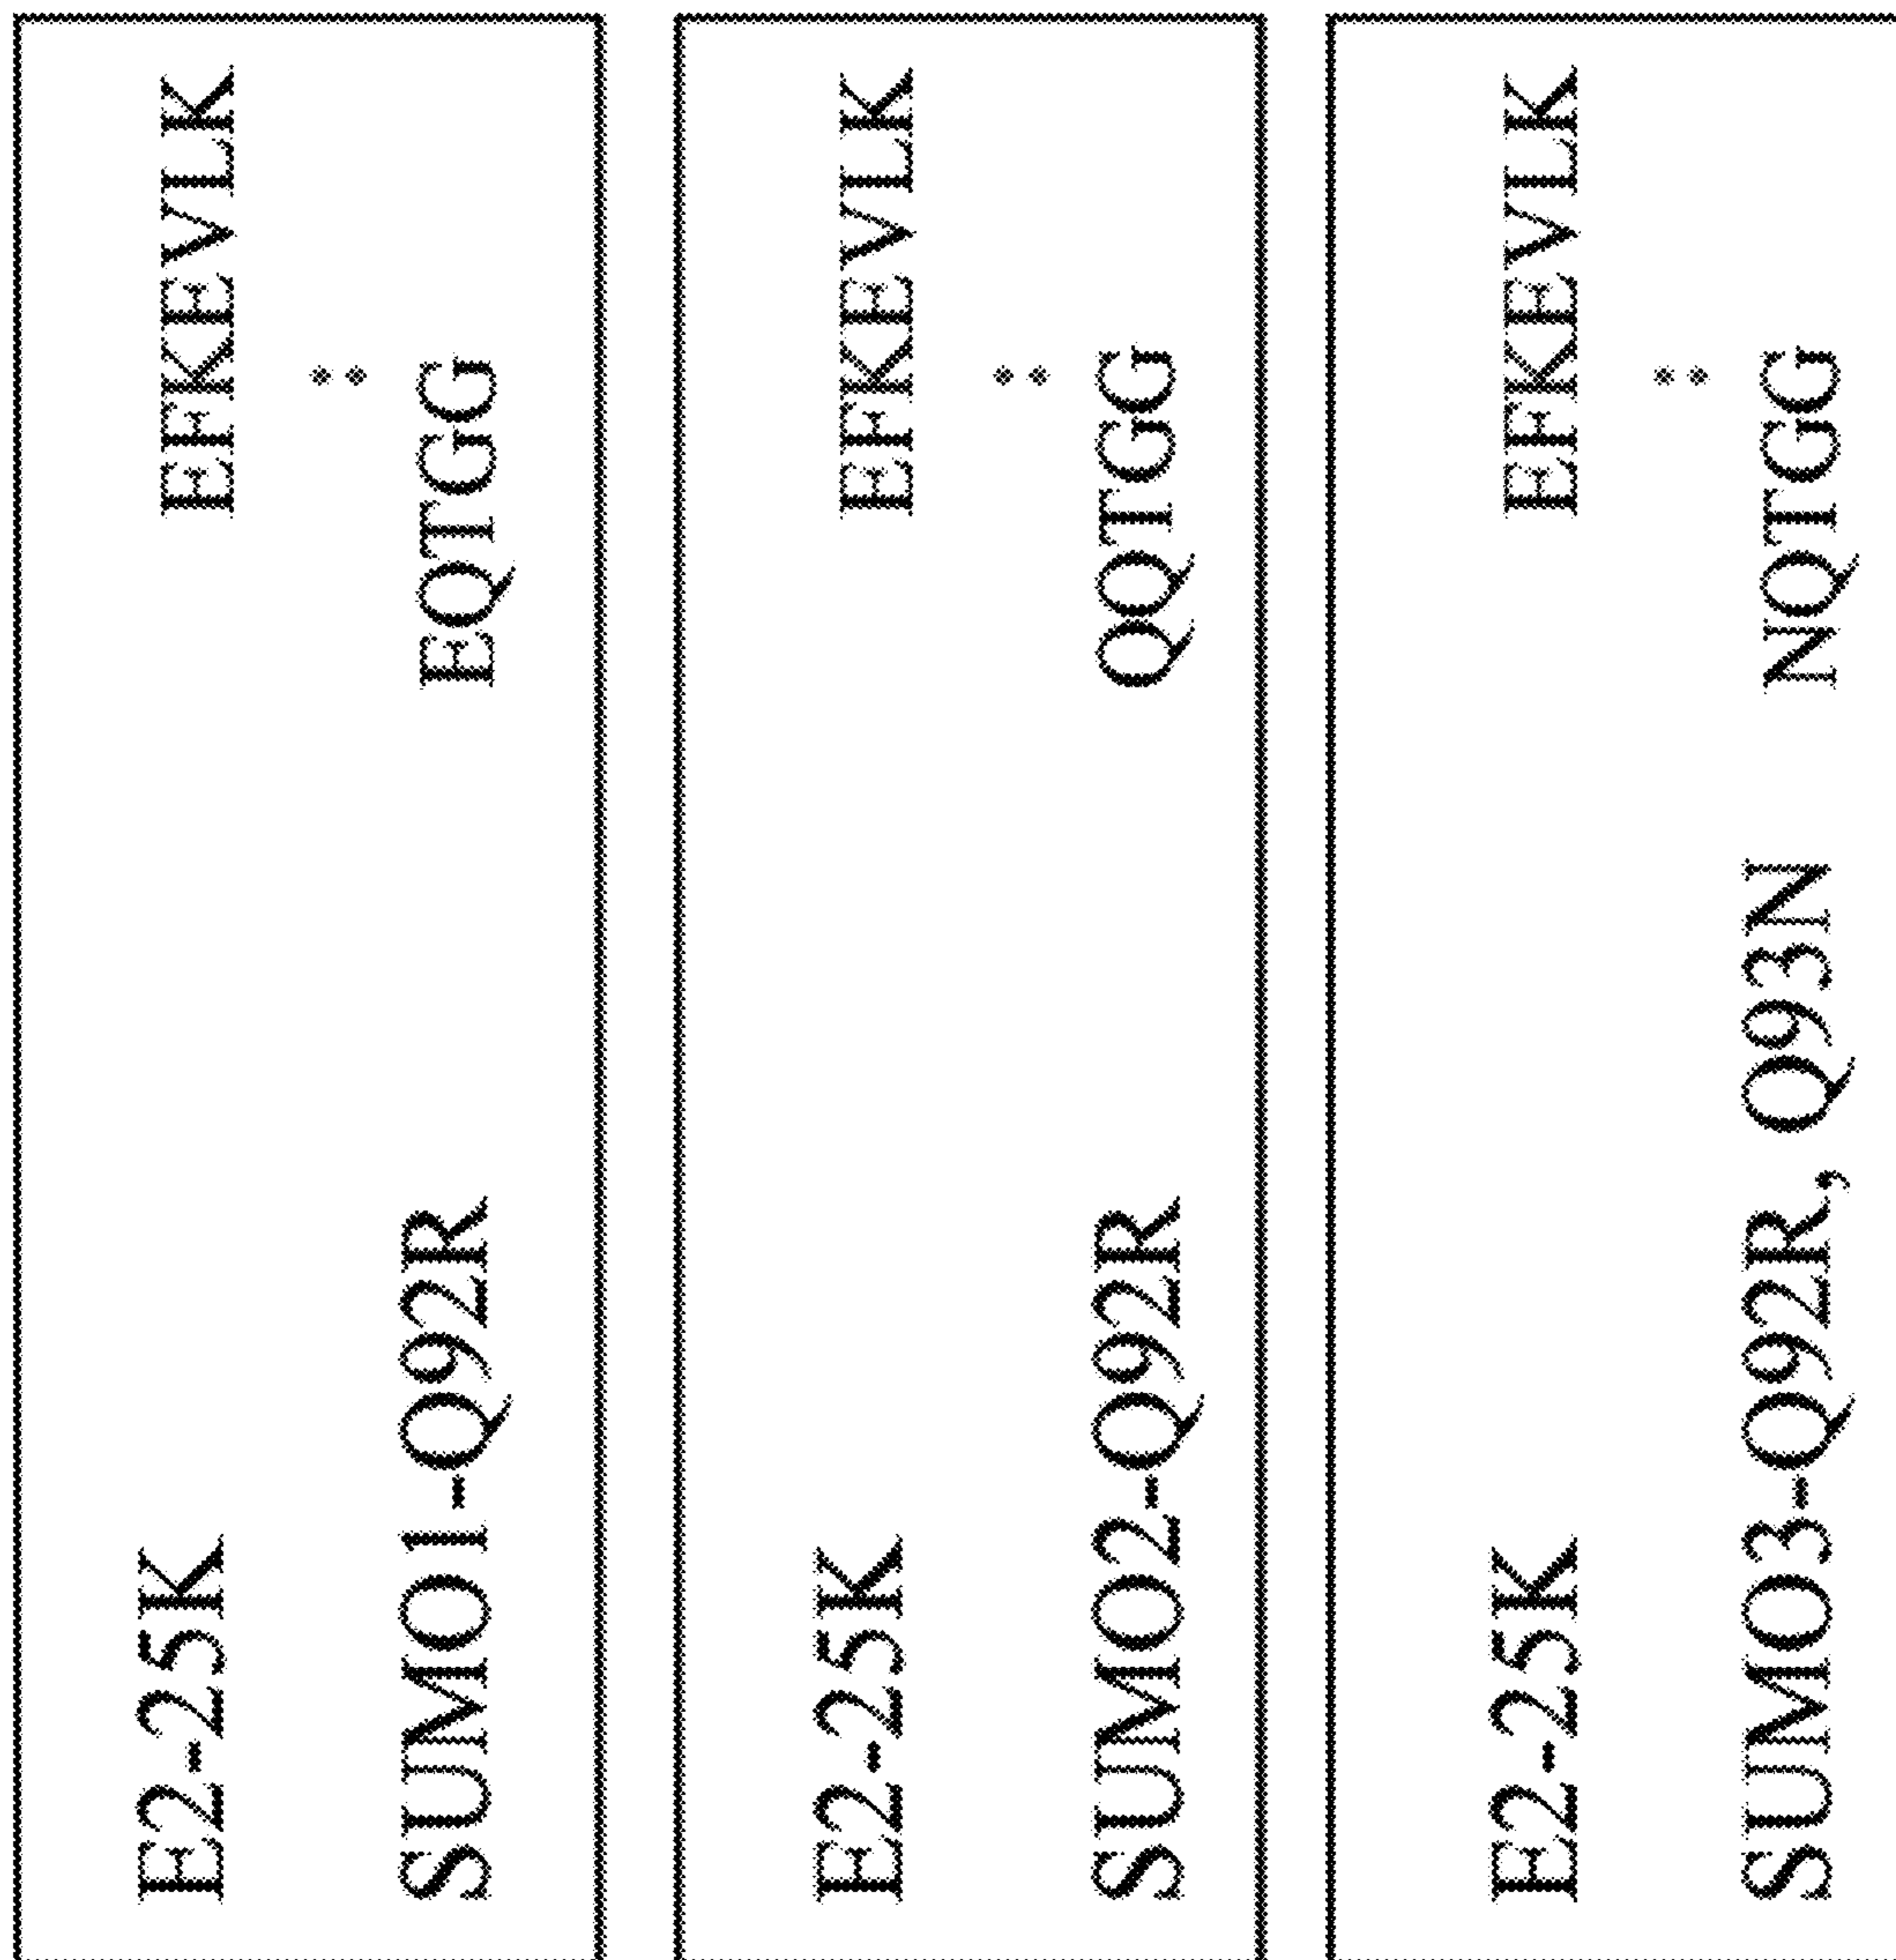 E2-25K EFKEVLK
:
SUMO1-Q92R EQTGG
E2-25K EFKEVLK
:
SUMO2-Q92R QQTGG
E2-25K EFKEVLK
:
SUMO3-Q92R, Q93N NQTGG